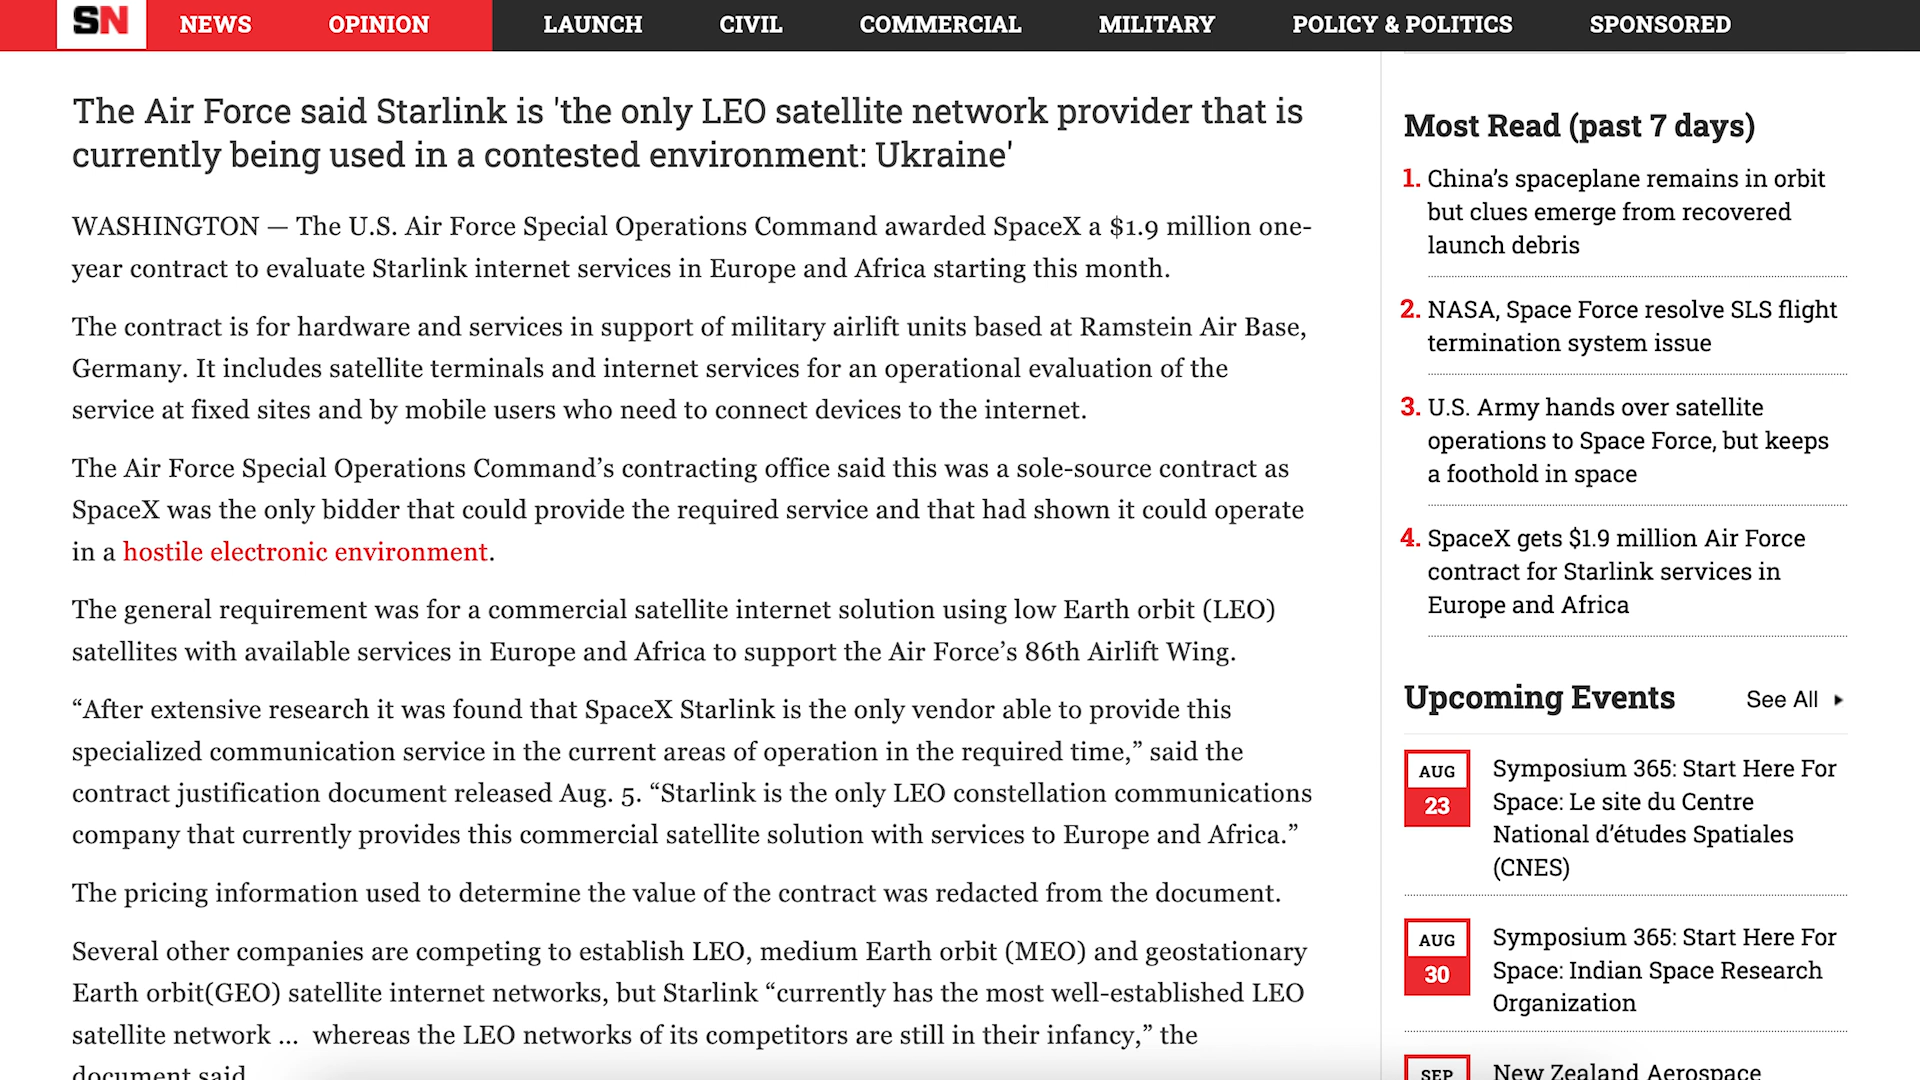 SN NEWS OPINION LAUNCH CIVIL COMMERCIAL MILITARY POLICY & POLITICS SPONSORED
The Air Force said Starlink is 'the only LEO satellite network provider that is
currently being used in a contested environment: Ukraine'
WASHINGTON — The U.S. Air Force Special Operations Command awarded SpaceX a $1.9 million one-
year contract to evaluate Starlink internet services in Europe and Africa starting this month.
The contract is for hardware and services in support of military airlift units based at Ramstein Air Base,
Germany. It includes satellite terminals and internet services for an operational evaluation of the
service at fixed sites and by mobile users who need to connect devices to the internet.
The Air Force Special Operations Command’s contracting office said this was a sole-source contract as
SpaceX was the only bidder that could provide the required service and that had shown it could operate
in a hostile electronic environment.
The general requirement was for a commercial satellite internet solution using low Earth orbit (LEO)
satellites with available services in Europe and Africa to support the Air Force’s 86th Airlift Wing.
“After extensive research it was found that SpaceX Starlink is the only vendor able to provide this
specialized communication service in the current areas of operation in the required time,” said the
contract justification document released Aug. 5. “Starlink is the only LEO constellation communications
company that currently provides this commercial satellite solution with services to Europe and Africa.”
The pricing information used to determine the value of the contract was redacted from the document.
Several other companies are competing to establish LEO, medium Earth orbit (MEO) and geostationary
Earth orbit(GEO) satellite internet networks, but Starlink “currently has the most well-established LEO
satellite network … whereas the LEO networks of its competitors are still in their infancy,” the
document said.
Most Read (past 7 days)
1. China’s spaceplane remains in orbit
but clues emerge from recovered
launch debris
2. NASA, Space Force resolve SLS flight
termination system issue
3. U.S. Army hands over satellite
operations to Space Force, but keeps
a foothold in space
4. SpaceX gets $1.9 million Air Force
contract for Starlink services in
Europe and Africa
Upcoming Events See All
AUG
23
Symposium 365: Start Here For
Space: Le site du Centre
National d’études Spatiales
(CNES)
AUG
30
Symposium 365: Start Here For
Space: Indian Space Research
Organization
SEP
New Zealand Aerospace